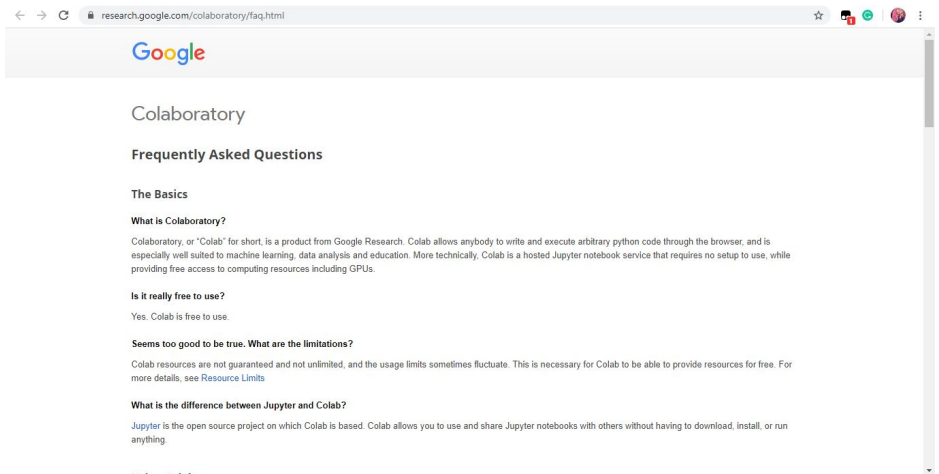 research.google.com/colaboratory/faq.html
1
Google
Colaboratory
Frequently Asked Questions
The Basics
What is Colaboratory?
Colaboratory, or “Colab” for short, is a product from Google Research. Colab allows anybody to write and execute arbitrary python code through the browser, and is
especially well suited to machine learning, data analysis and education. More technically, Colab is a hosted Jupyter notebook service that requires no setup to use, while
providing free access to computing resources including GPUs.
Is it really free to use?
Yes. Colab is free to use.
Seems too good to be true. What are the limitations?
Colab resources are not guaranteed and not unlimited, and the usage limits sometimes fluctuate. This is necessary for Colab to be able to provide resources for free. For
more details, see Resource Limits
What is the difference between Jupyter and Colab?
Jupyter is the open source project on which Colab is based. Colab allows you to use and share Jupyter notebooks with others without having to download, install, or run
anything.